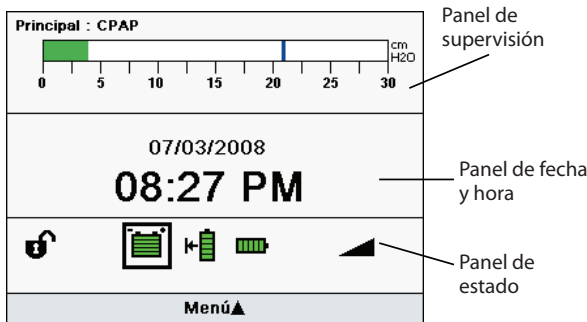 Principal : CPAP
cm
H2O
0 5 10 15 20 25 30
07/03/2008
08:27 PM
Menú
Panel de
supervisión
Panel de fecha
y hora
Panel de
estado